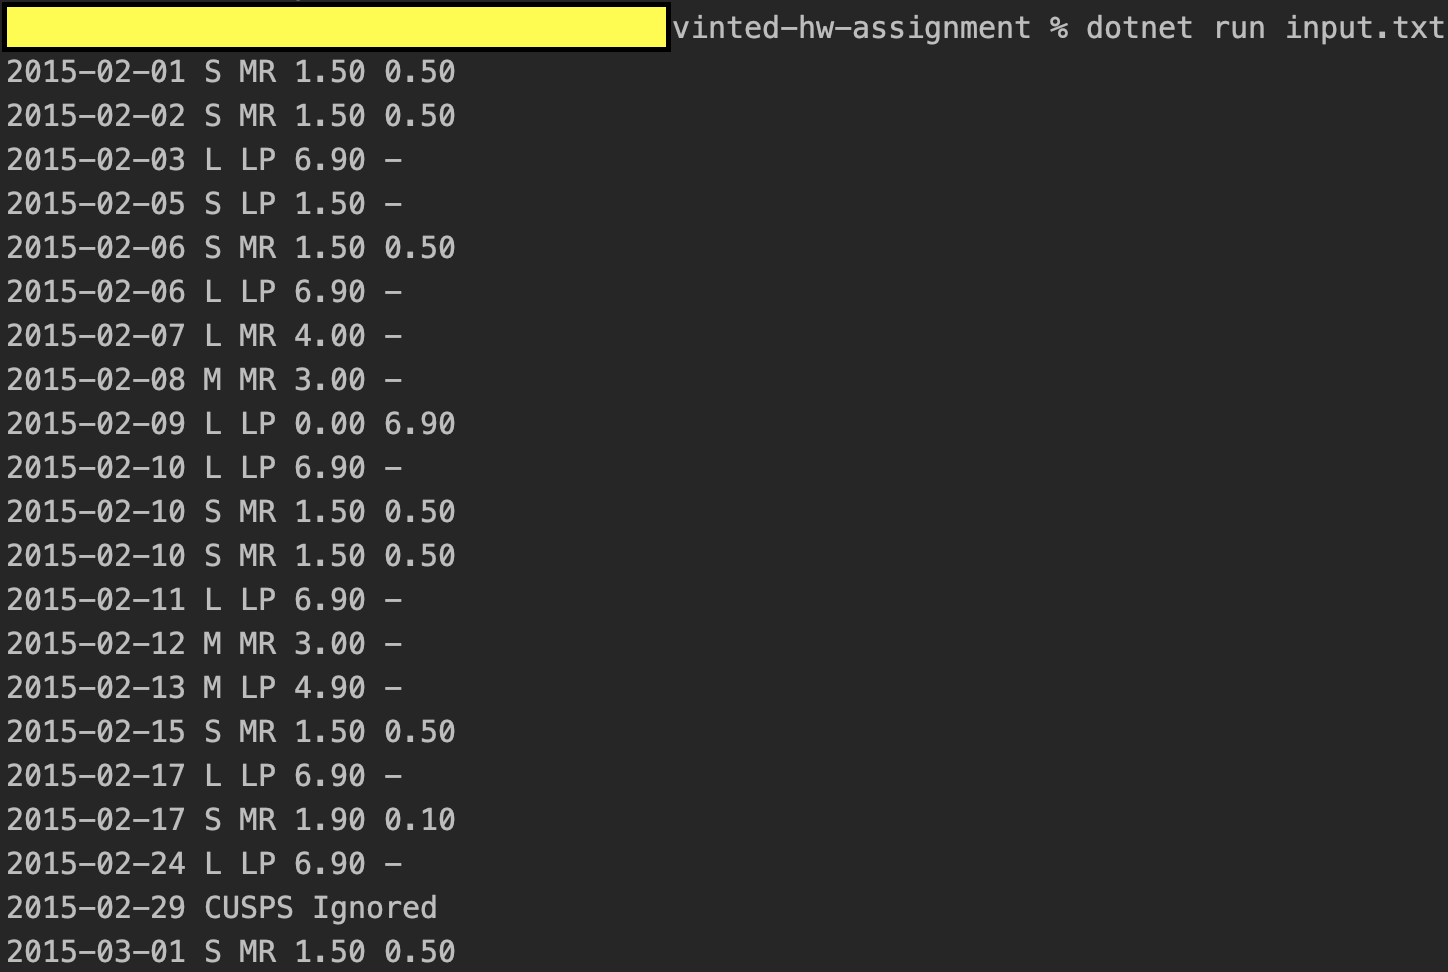 vinted-hw-assignment % dotnet run input.txt
2015-02-01 S MR 1.50 0.50
2015-02-02 S MR 1.50 0.50
2015-02-03 L LP 6.90 -
2015-02-05 S LP 1.50 -
2015-02-06 S MR 1.50 0.50
2015-02-06 L LP 6.90 -
2015-02-07 L MR 4.00 -
2015-02-08 M MR 3.00 -
2015-02-09 L LP 0.00 6.90
2015-02-10 L LP 6.90 -
2015-02-10 S MR 1.50 0.50
2015-02-10 S MR 1.50 0.50
2015-02-11 L LP 6.90 -
2015-02-12 M MR 3.00 -
2015-02-13 M LP 4.90 -
2015-02-15 S MR 1.50 0.50
2015-02-17 L LP 6.90 -
2015-02-17 S MR 1.90 0.10
2015-02-24 L LP 6.90 -
2015-02-29 CUSPS Ignored
2015-03-01 S MR 1.50 0.50